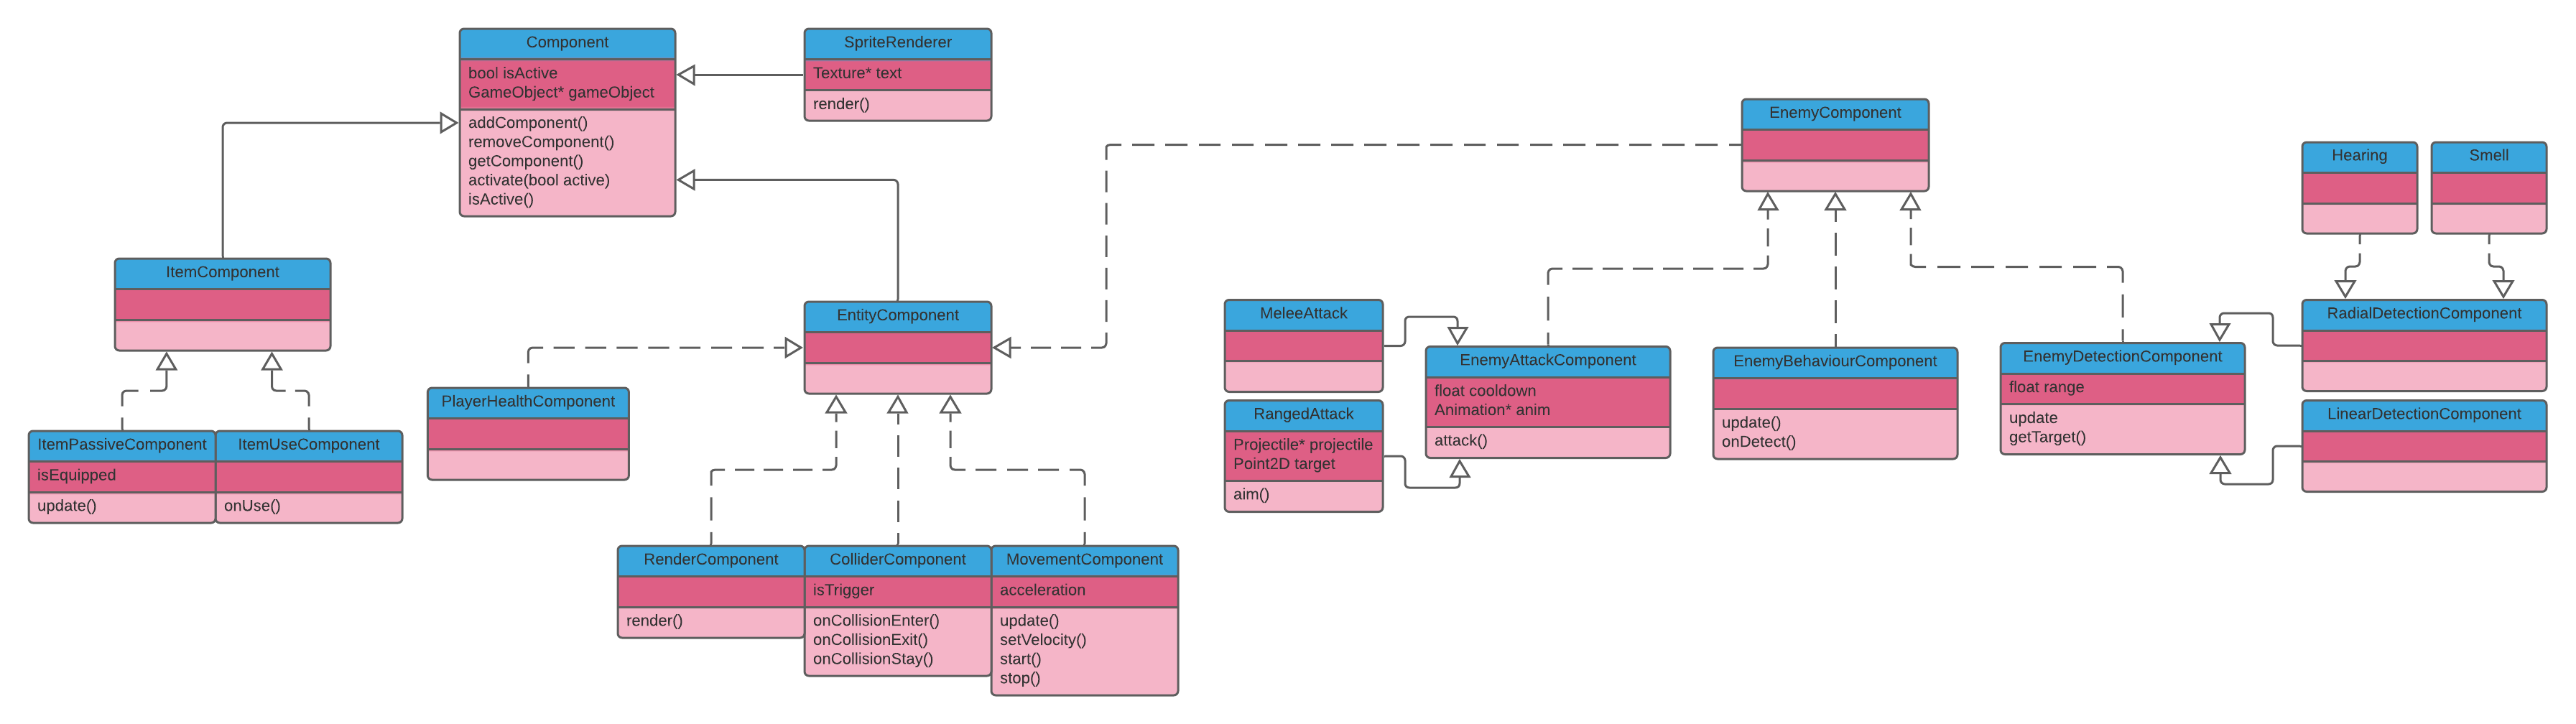 Component
bool isActive
GameObject* gameObject
addComponent()
removeComponent()
getComponent()
activate(bool active)
isActive()
SpriteRenderer
Texture* text
render()
EnemyComponent
Hearing
Smell
ItemComponent
EntityComponent
MeleeAttack
RadialDetectionComponent
EnemyAttackComponent
float cooldown
Animation* anim
attack()
EnemyBehaviourComponent
update()
onDetect()
EnemyDetectionComponent
float range
update
getTarget()
PlayerHealthComponent
RangedAttack
Projectile* projectile
Point2D target
aim()
LinearDetectionComponent
ItemPassiveComponent
isEquipped
update()
ItemUseComponent
onUse()
RenderComponent
render()
ColliderComponent
isTrigger
onCollisionEnter()
onCollisionExit()
onCollisionStay()
MovementComponent
acceleration
update()
setVelocity()
start()
stop()